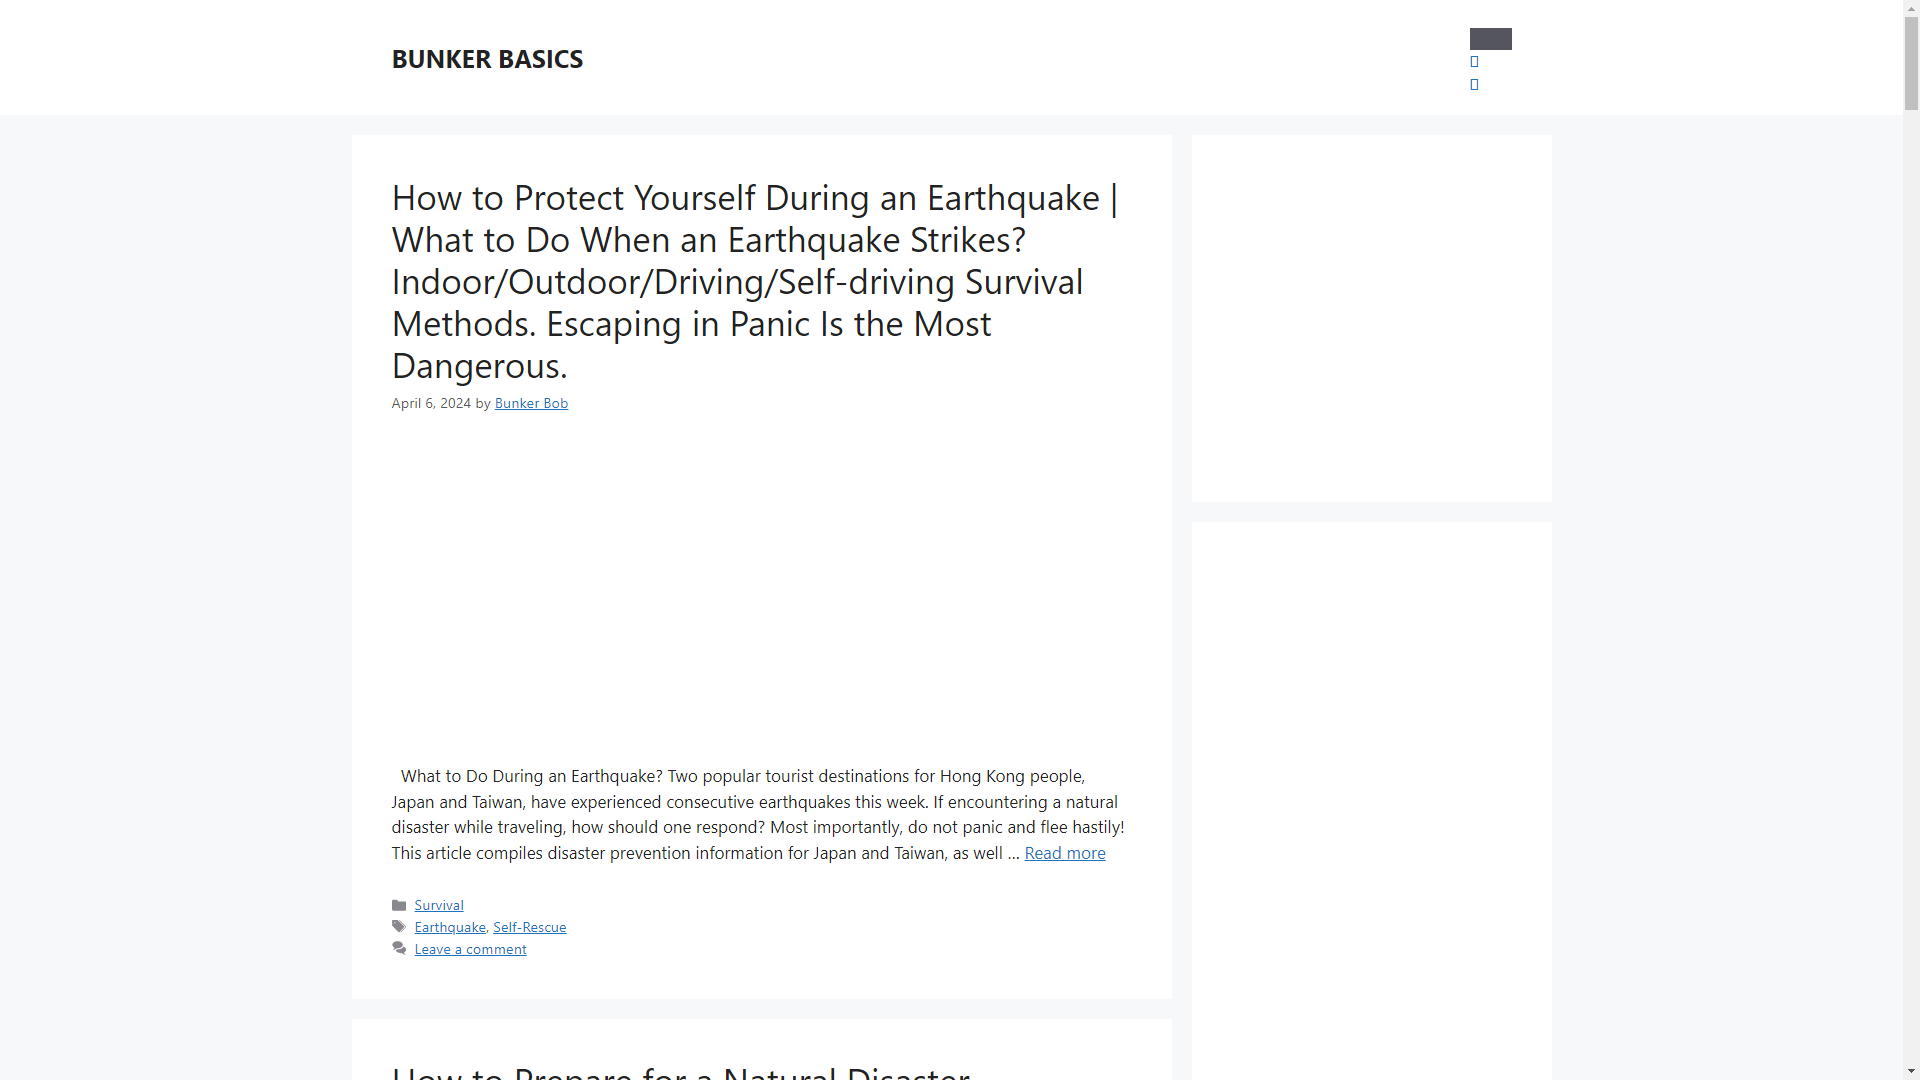 BUNKER BASICS
How to Protect Yourself During an Earthquake |
What to Do When an Earthquake Strikes?
Indoor/Outdoor/Driving/Self-driving Survival
Methods. Escaping in Panic Is the Most
Dangerous.
April 6, 2024 by Bunker Bob
What to Do During an Earthquake? Two popular tourist destinations for Hong Kong people,
Japan and Taiwan, have experienced consecutive earthquakes this week. If encountering a natural
disaster while traveling, how should one respond? Most importantly, do not panic and flee hastily!
This article compiles disaster prevention information for Japan and Taiwan, as well … Read more
Survival
Earthquake, Self-Rescue
Leave a comment
How to Prepare for a Natural Disaster